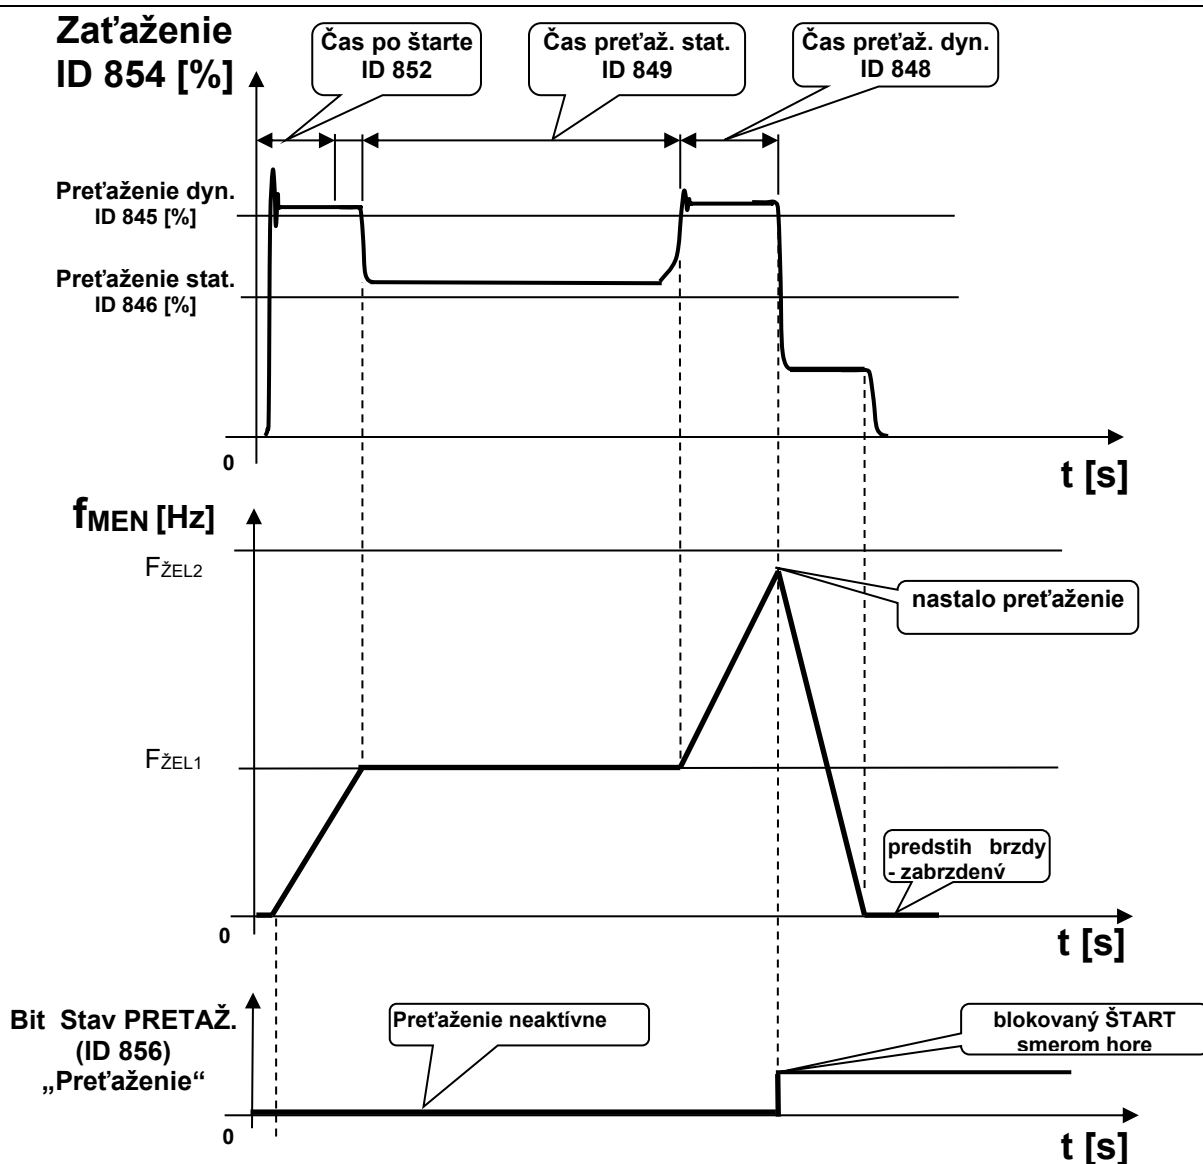 Zaťaženie
ID 854 [%]
Čas po štarte
ID 852
Čas preťaž. stat.
ID 849
Čas preťaž. dyn.
ID 848
Preťaženie dyn.
ID 845 [%]
Preťaženie stat.
ID 846 [%]
0
t [s]
fMEN [Hz]
FŽEL2
nastalo preťaženie
FŽEL1
predstih brzdy
- zabrzdený
0
t [s]
Bit Stav PRETAŽ.
(ID 856)
„Preťaženie“
Preťaženie neaktívne
blokovaný ŠTART
smerom hore
0
t [s]